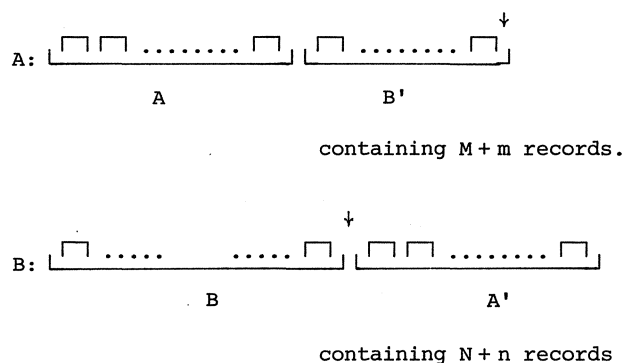 A:
A B'
containing M + m records.
B:
B A'
containing N + n records